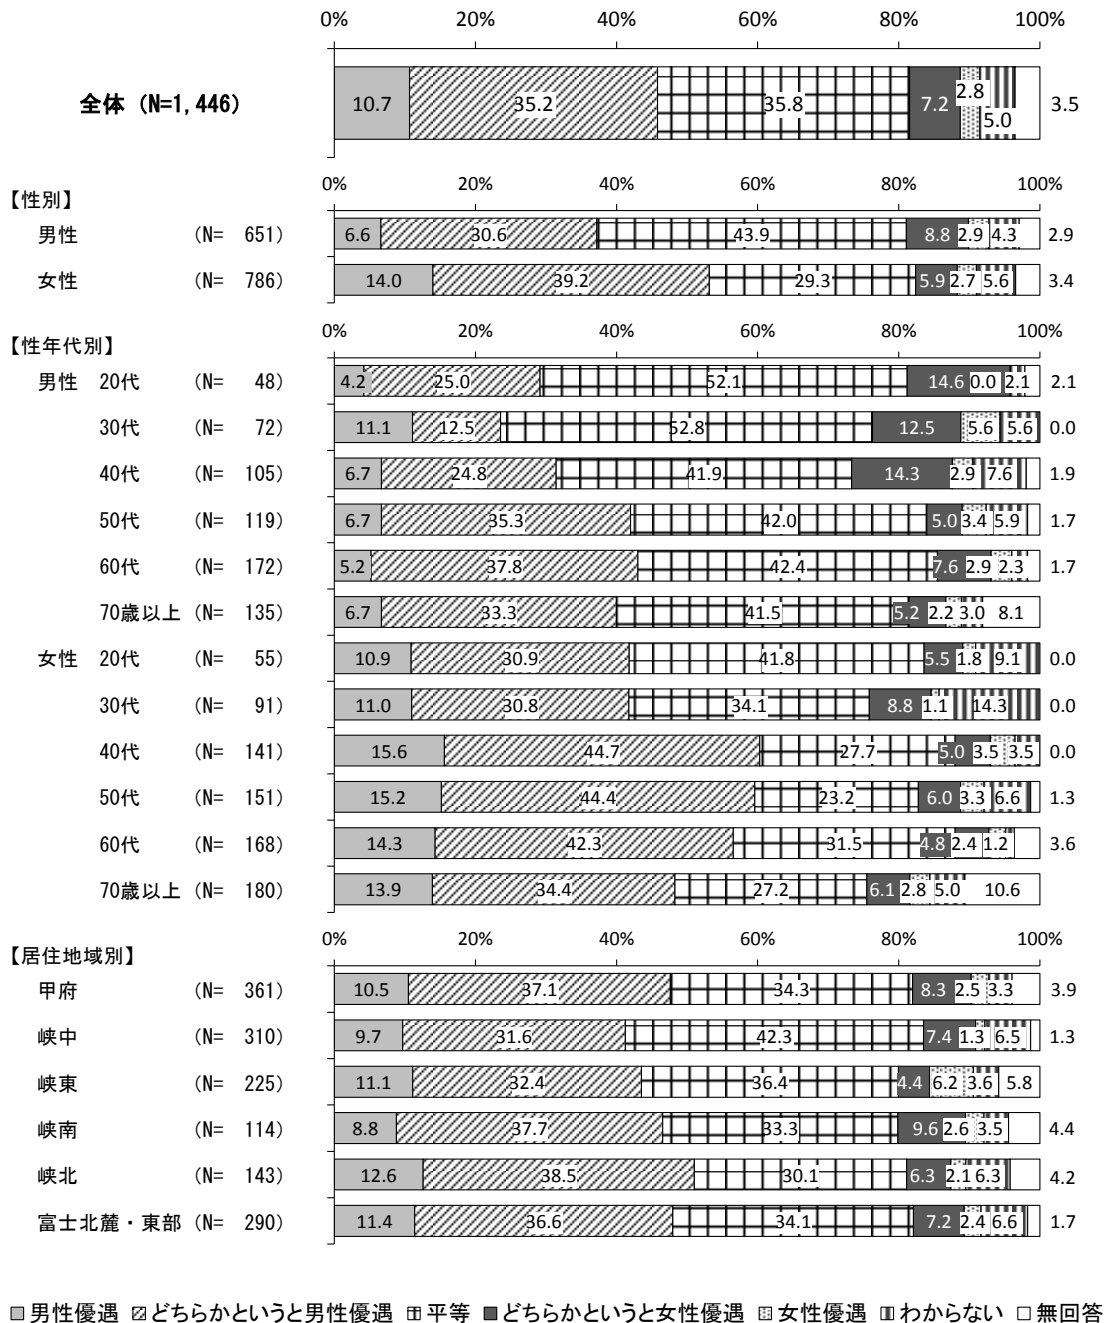 0% 20% 40% 60% 80% 100%
全体 (N=1,446) 10.7 35.2 35.8 7.2 2.8 5.0 3.5
【性別】 0% 20% 40% 60% 80% 100%
男性 (N= 651) 6.6 30.6 43.9 8.8 2.9 4.3 2.9
女性 (N= 786) 14.0 39.2 29.3 5.9 2.7 5.6 3.4
【性年代別】 0% 20% 40% 60% 80% 100%
男性 20代 (N= 48) 4.2 25.0 52.1 14.6 0.0 2.1 2.1
30代 (N= 72) 11.1 12.5 52.8 12.5 5.6 5.6 0.0
40代 (N= 105) 6.7 24.8 41.9 14.3 2.9 7.6 1.9
50代 (N= 119) 6.7 35.3 42.0 5.0 3.4 5.9 1.7
60代 (N= 172) 5.2 37.8 42.4 7.6 2.9 2.3 1.7
70歳以上 (N= 135) 6.7 33.3 41.5 5.2 2.2 3.0 8.1
女性 20代 (N= 55) 10.9 30.9 41.8 5.5 1.8 9.1 0.0
30代 (N= 91) 11.0 30.8 34.1 8.8 1.1 14.3 0.0
40代 (N= 141) 15.6 44.7 27.7 5.0 3.5 3.5 0.0
50代 (N= 151) 15.2 44.4 23.2 6.0 3.3 6.6 1.3
60代 (N= 168) 14.3 42.3 31.5 4.8 2.4 1.2 3.6
70歳以上 (N= 180) 13.9 34.4 27.2 6.1 2.8 5.0 10.6
【居住地域別】 0% 20% 40% 60% 80% 100%
甲府 (N= 361) 10.5 37.1 34.3 8.3 2.5 3.3 3.9
峡中 (N= 310) 9.7 31.6 42.3 7.4 1.3 6.5 1.3
峡東 (N= 225) 11.1 32.4 36.4 4.4 6.2 3.6 5.8
峡南 (N= 114) 8.8 37.7 33.3 9.6 2.6 3.5 4.4
峡北 (N= 143) 12.6 38.5 30.1 6.3 2.1 6.3 4.2
富士北麓・東部 (N= 290) 11.4 36.6 34.1 7.2 2.4 6.6 1.7
男性優遇 どちらかというと男性優遇 平等 どちらかというと女性優遇 女性優遇 わからない 無回答